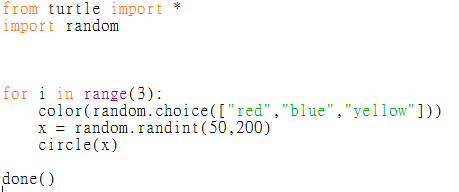 from turtle import *
import random
for i in range(3):
    color(random.choice(["red","blue","yellow"]))
    x = random.randint(50,200)
    circle(x)
done()